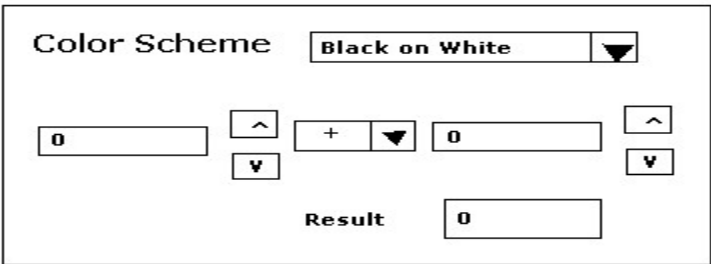 Color Scheme Black on White
^ ^
0 + 0
v v
Result 0